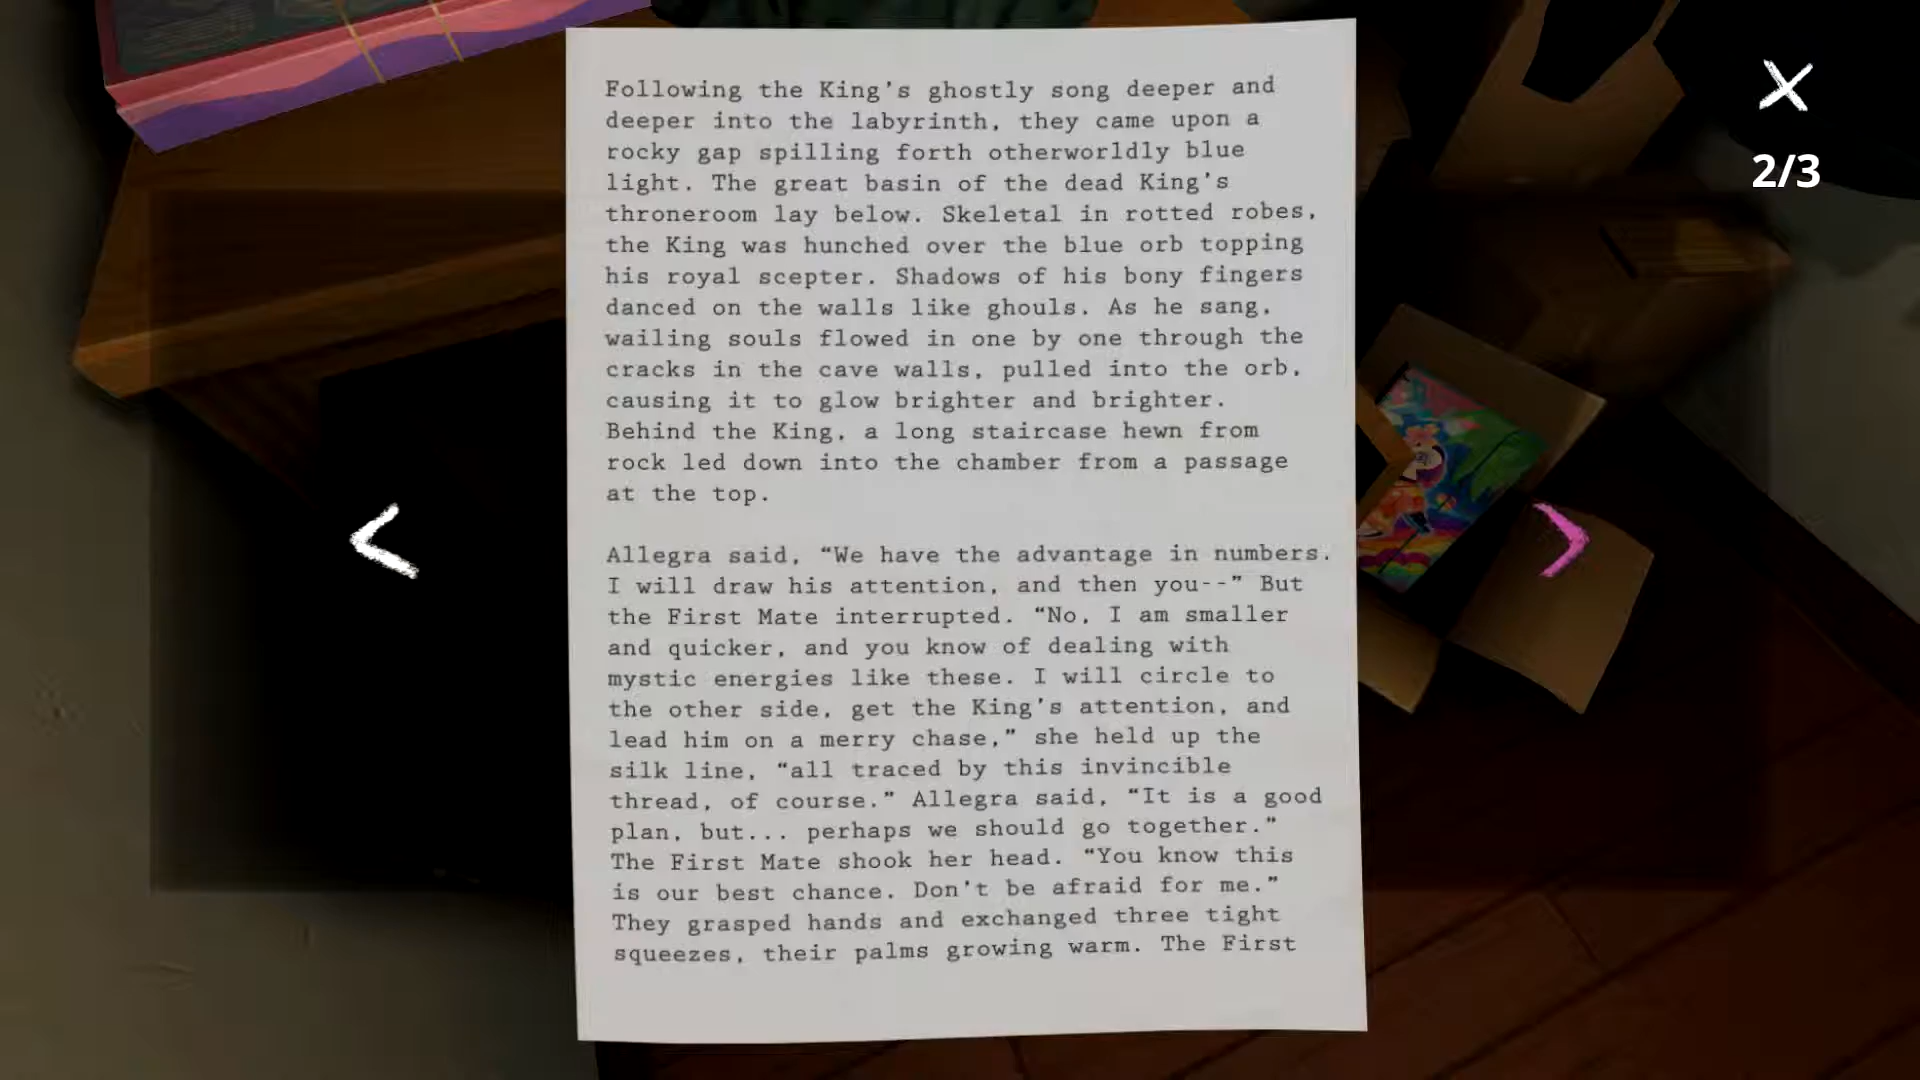 Following the King's ghostly song deeper and
deeper into the labyrinth, they came upon a
rocky gap spilling forth otherworldly blue
light. The great basin of the dead King's
throneroom lay below. Skeletal in rotted robes,
the King was hunched over the blue orb topping
his royal scepter. Shadows of his bony fingers
danced on the walls like ghouls. As he sang,
wailing souls flowed in one by one through the
cracks in the cave walls, pulled into the orb,
causing it to glow brighter and brighter.
Behind the King, a long staircase hewn from
rock led down into the chamber from a passage
at the top.
Allegra said, “We have the advantage in numbers.
I will draw his attention, and then you--” But
the First Mate interrupted. “No, I am smaller
and quicker, and you know of dealing with
mystic energies like these. I will circle to
the other side, get the King's attention, and
lead him on a merry chase,” she held up the
silk line, “all traced by this invincible
thread, of course.” Allegra said, “It is a good
plan, but... perhaps we should go together.”
The First Mate shook her head. “You know this
is our best chance. Don't be afraid for me.”
They grasped hands and exchanged three tight
squeezes, their palms growing warm. The First
2/3